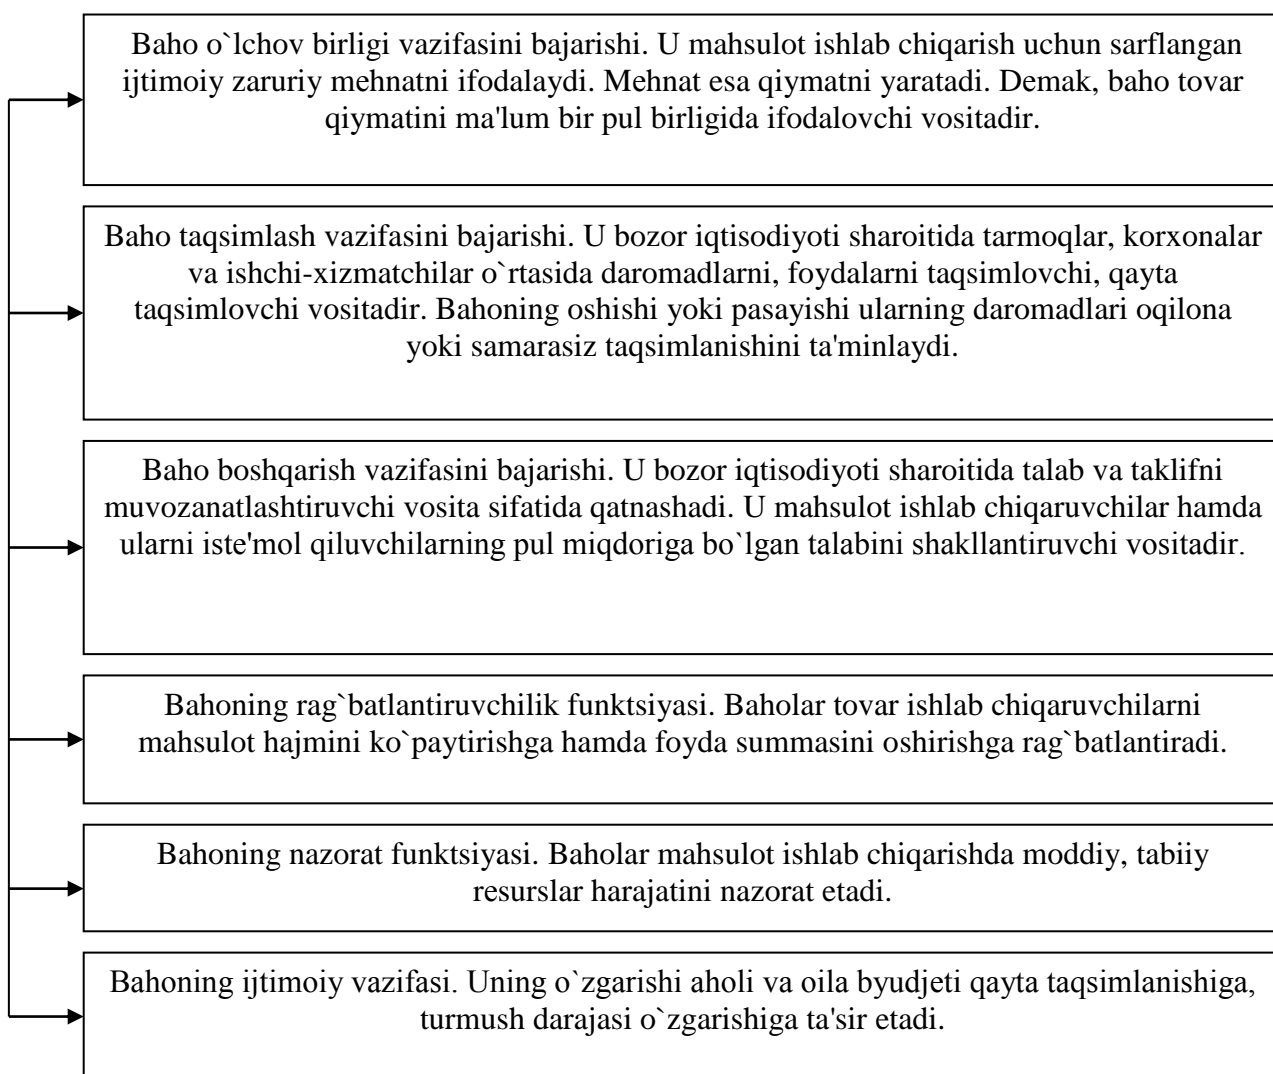 Baho o`lchov birligi vazifasini bajarishi. U mahsulot ishlab chiqarish uchun sarflangan
ijtimoiy zaruriy mehnatni ifodalaydi. Mehnat esa qiymatni yaratadi. Demak, baho tovar
qiymatini ma'lum bir pul birligida ifodalovchi vositadir.
Baho taqsimlash vazifasini bajarishi. U bozor iqtisodiyoti sharoitida tarmoqlar, korxonalar
va ishchi-xizmatchilar o`rtasida daromadlarni, foydalarni taqsimlovchi, qayta
taqsimlovchi vositadir. Bahoning oshishi yoki pasayishi ularning daromadlari oqilona
yoki samarasiz taqsimlanishini ta'minlaydi.
Baho boshqarish vazifasini bajarishi. U bozor iqtisodiyoti sharoitida talab va taklifni
muvozanatlashtiruvchi vosita sifatida qatnashadi. U mahsulot ishlab chiqaruvchilar hamda
ularni iste'mol qiluvchilarning pul miqdoriga bo`lgan talabini shakllantiruvchi vositadir.
Bahoning rag`batlantiruvchilik funktsiyasi. Baholar tovar ishlab chiqaruvchilarni
mahsulot hajmini ko`paytirishga hamda foyda summasini oshirishga rag`batlantiradi.
Bahoning nazorat funktsiyasi. Baholar mahsulot ishlab chiqarishda moddiy, tabiiy
resurslar harajatini nazorat etadi.
Bahoning ijtimoiy vazifasi. Uning o`zgarishi aholi va oila byudjeti qayta taqsimlanishiga,
turmush darajasi o`zgarishiga ta'sir etadi.